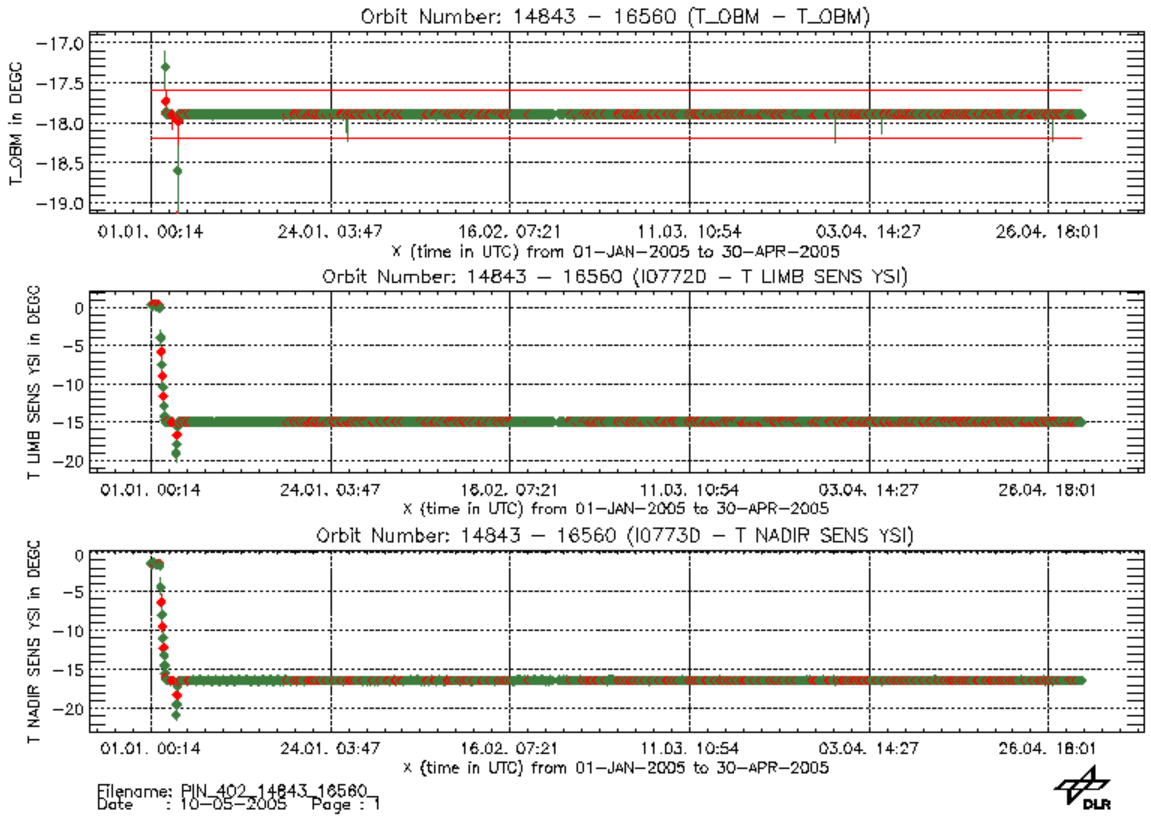 Orbit Number: 14843 – 16560 (T_OBM – T_OBM)
T_OBM in DEGC
−17.0
−17.5
−18.0
−18.5
−19.0
01.01. 00:14 24.01. 03:47 16.02. 07:21 11.03. 10:54 03.04. 14:27 26.04. 18:01
X (time in UTC) from 01–JAN–2005 to 30–APR–2005
Orbit Number: 14843 – 16560 (I0772D – T LIMB SENS YSI)
T LIMB SENS YSI in DEGC
0
−5
−10
−15
−20
01.01. 00:14 24.01. 03:47 16.02. 07:21 11.03. 10:54 03.04. 14:27 26.04. 18:01
X (time in UTC) from 01–JAN–2005 to 30–APR–2005
Orbit Number: 14843 – 16560 (I0773D – T NADIR SENS YSI)
T NADIR SENS YSI in DEGC
0
−5
−10
−15
−20
01.01. 00:14 24.01. 03:47 16.02. 07:21 11.03. 10:54 03.04. 14:27 26.04. 18:01
X (time in UTC) from 01–JAN–2005 to 30–APR–2005
Filename: PIN_402_14843_16560_
Date : 10–05–2005 Page : 1
DLR